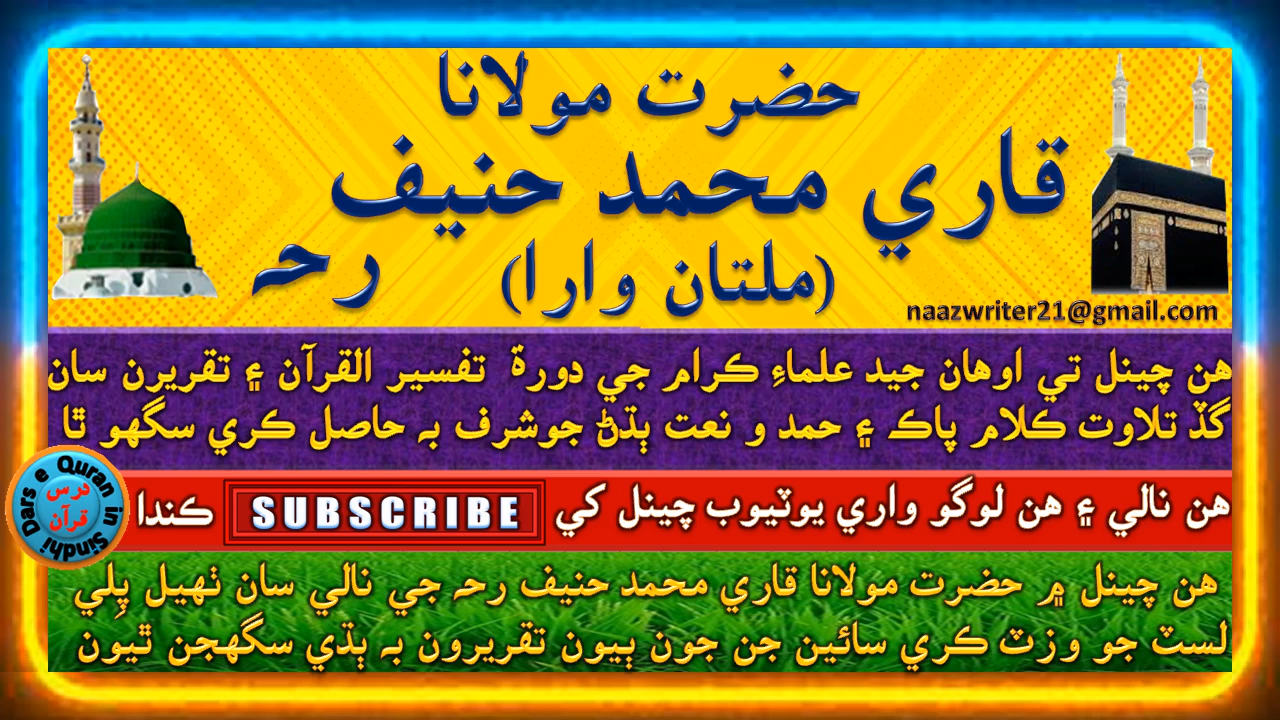 حضرت مولانا
قاري محمد حنيف
(ملتان وارا) رحہ
naazwriter21@gmail.com
هن چينل تي اوهان جيد علماءِ ڪرام جي دورة تفسير القرآن ۽ تقريرن سان
گڏ تلاوت ڪلام پاڪ ۽ حمد و نعت ٻڌڻ جوشرف بہ حاصل ڪري سگهو ٿا
هن نالي ۽ هن لوگو واري يوٽيوب چينل کي SUBSCRIBE ڪندا
Dars e Quran in Sindhi
درس
قرآن
هن چينل ۾ حضرت مولانا قاري محمد حنيف رحہ جي نالي سان ٺهيل پِلي
لسٽ جو وزٽ ڪري سائين جن جون ٻيون تقريرون بہ ٻڌي سگهجن ٿيون